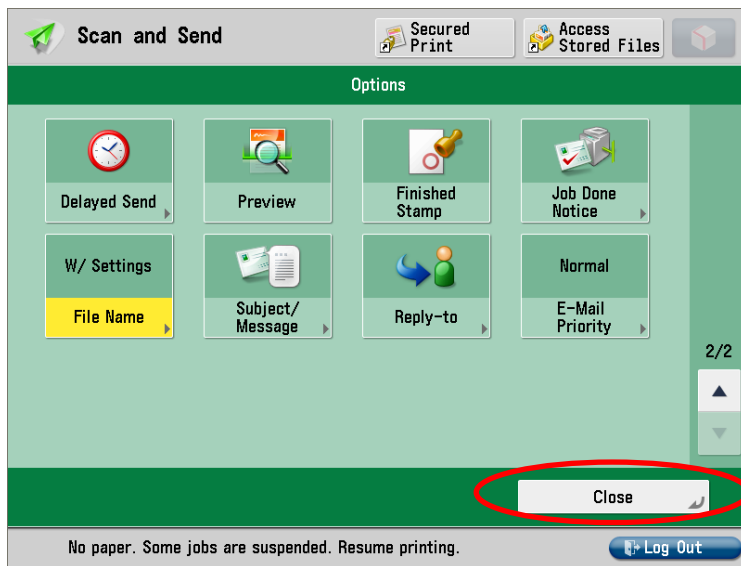 Scan and Send
Secured
Print
Access
Stored Files
Options
Delayed Send
Preview
Finished
Stamp
Job Done
Notice
W/ Settings
File Name
Subject/
Message
Reply-to
Normal
E-Mail
Priority
2/2
Close
No paper. Some jobs are suspended. Resume printing.
Log Out